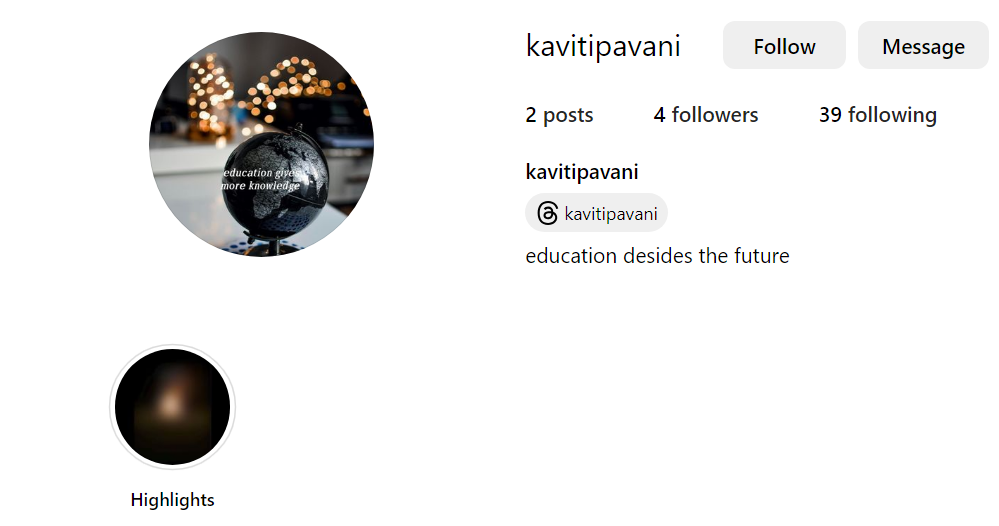 kavitipavani
Follow
Message
2 posts
4 followers
39 following
education gives
more knowledge
kavitipavani
kavitipavani
education desides the future
Highlights